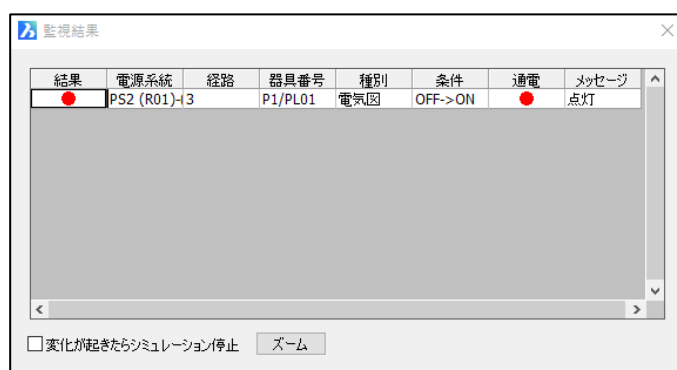 監視結果
結果 電源系統 経路 器具番号 種別 条件 通電 メッセージ
PS2 (R01)-( 3 P1/PL01 電気図 OFF->ON 点灯
変化が起きたらシミュレーション停止 ズーム